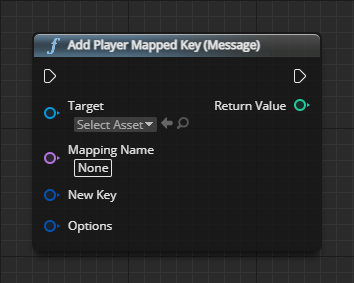 Add Player Mapped Key (Message)
Target
Return Value
Select Asset
Mapping Name
None
New Key
Options